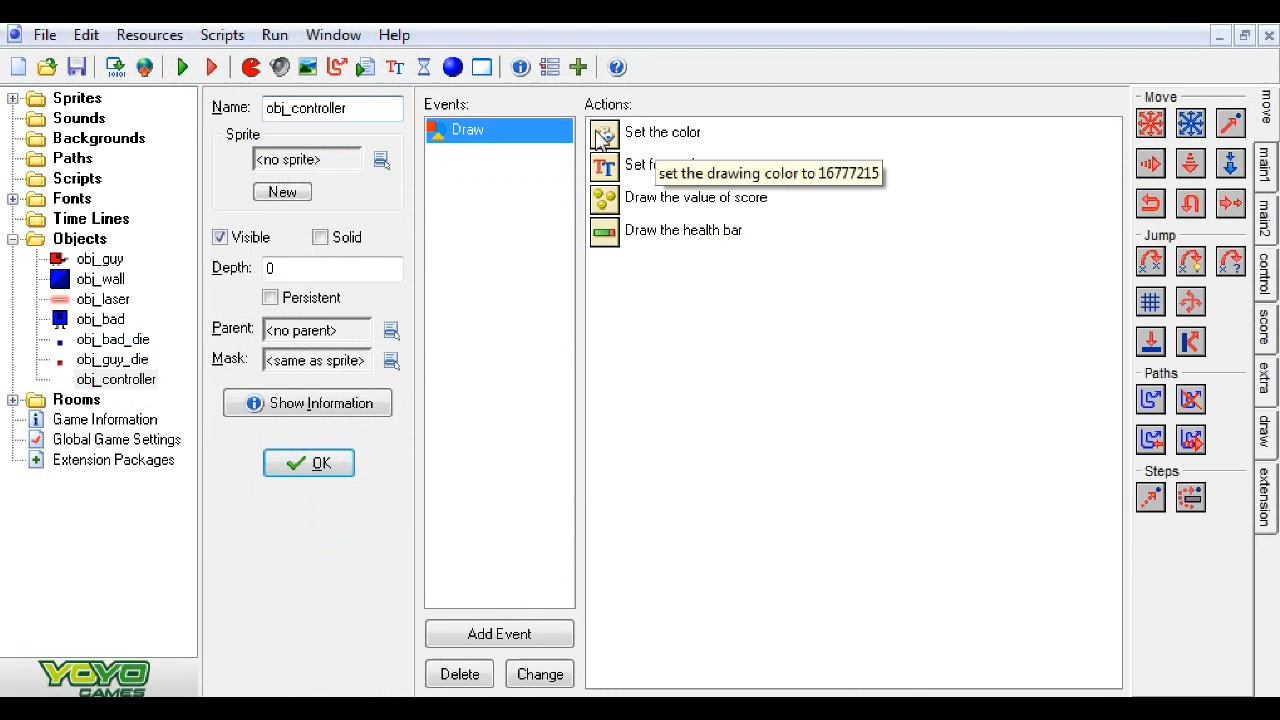 File Edit Resources Scripts Run Window Help
Sprites
Sounds
Backgrounds
Paths
Scripts
Fonts
Time Lines
Objects
obj_guy
obj_wall
obj_laser
obj_bad
obj_bad_die
obj_guy_die
obj_controller
Rooms
Game Information
Global Game Settings
Extension Packages
YOYO
GAMES
Name: obj_controller
Sprite
<no sprite>
New
Visible Solid
Depth: 0
Persistent
Parent: <no parent>
Mask: <same as sprite>
Show Information
OK
Events:
Draw
Add Event
Delete Change
Actions:
Set the color
Set
set the drawing color to 16777215
Draw the value of score
Draw the health bar
Move
Jump
Paths
Steps
move
main1
main2
control
score
extra
draw
extension